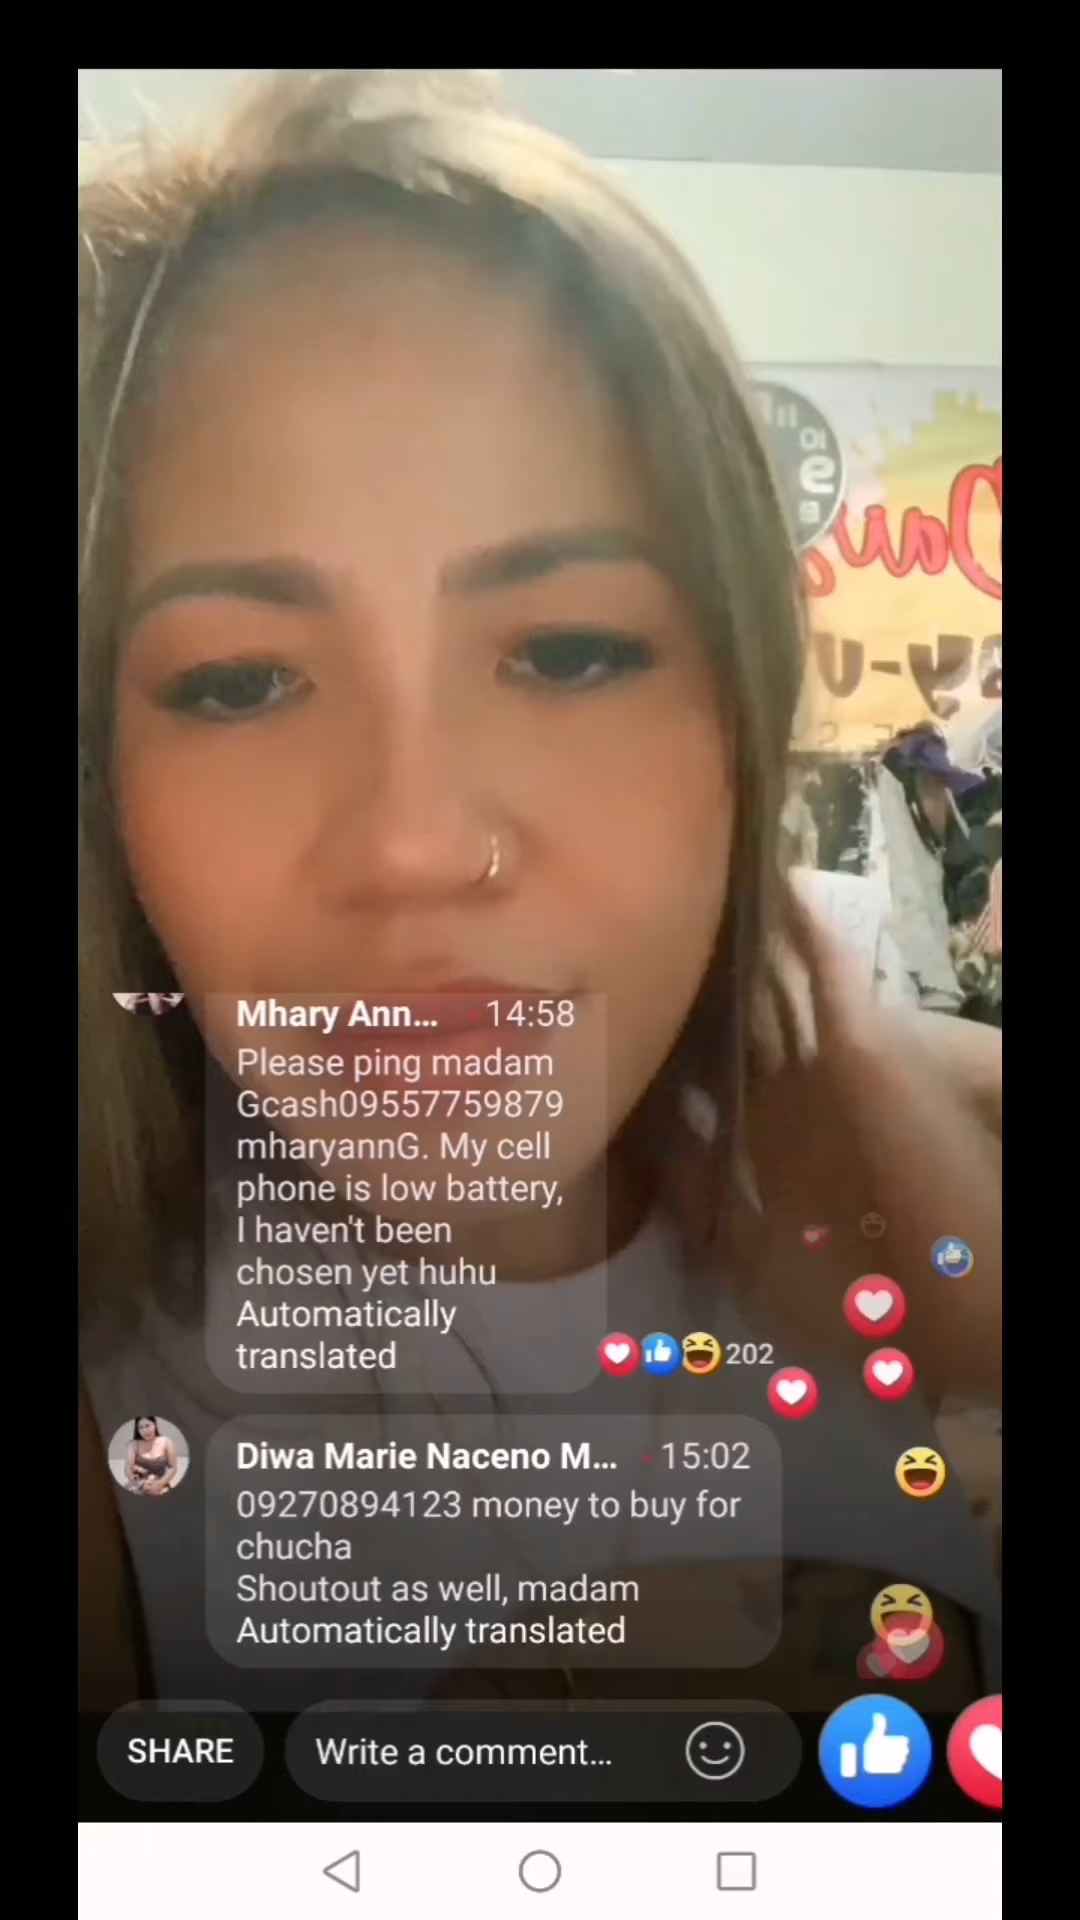 Mhary Ann... • 14:58
Please ping madam
Gcash09557759879
mharyannG. My cell
phone is low battery,
I haven't been
chosen yet huhu
Automatically
translated
202
Diwa Marie Naceno M... • 15:02
09270894123 money to buy for
chucha
Shoutout as well, madam
Automatically translated
SHARE
Write a comment...